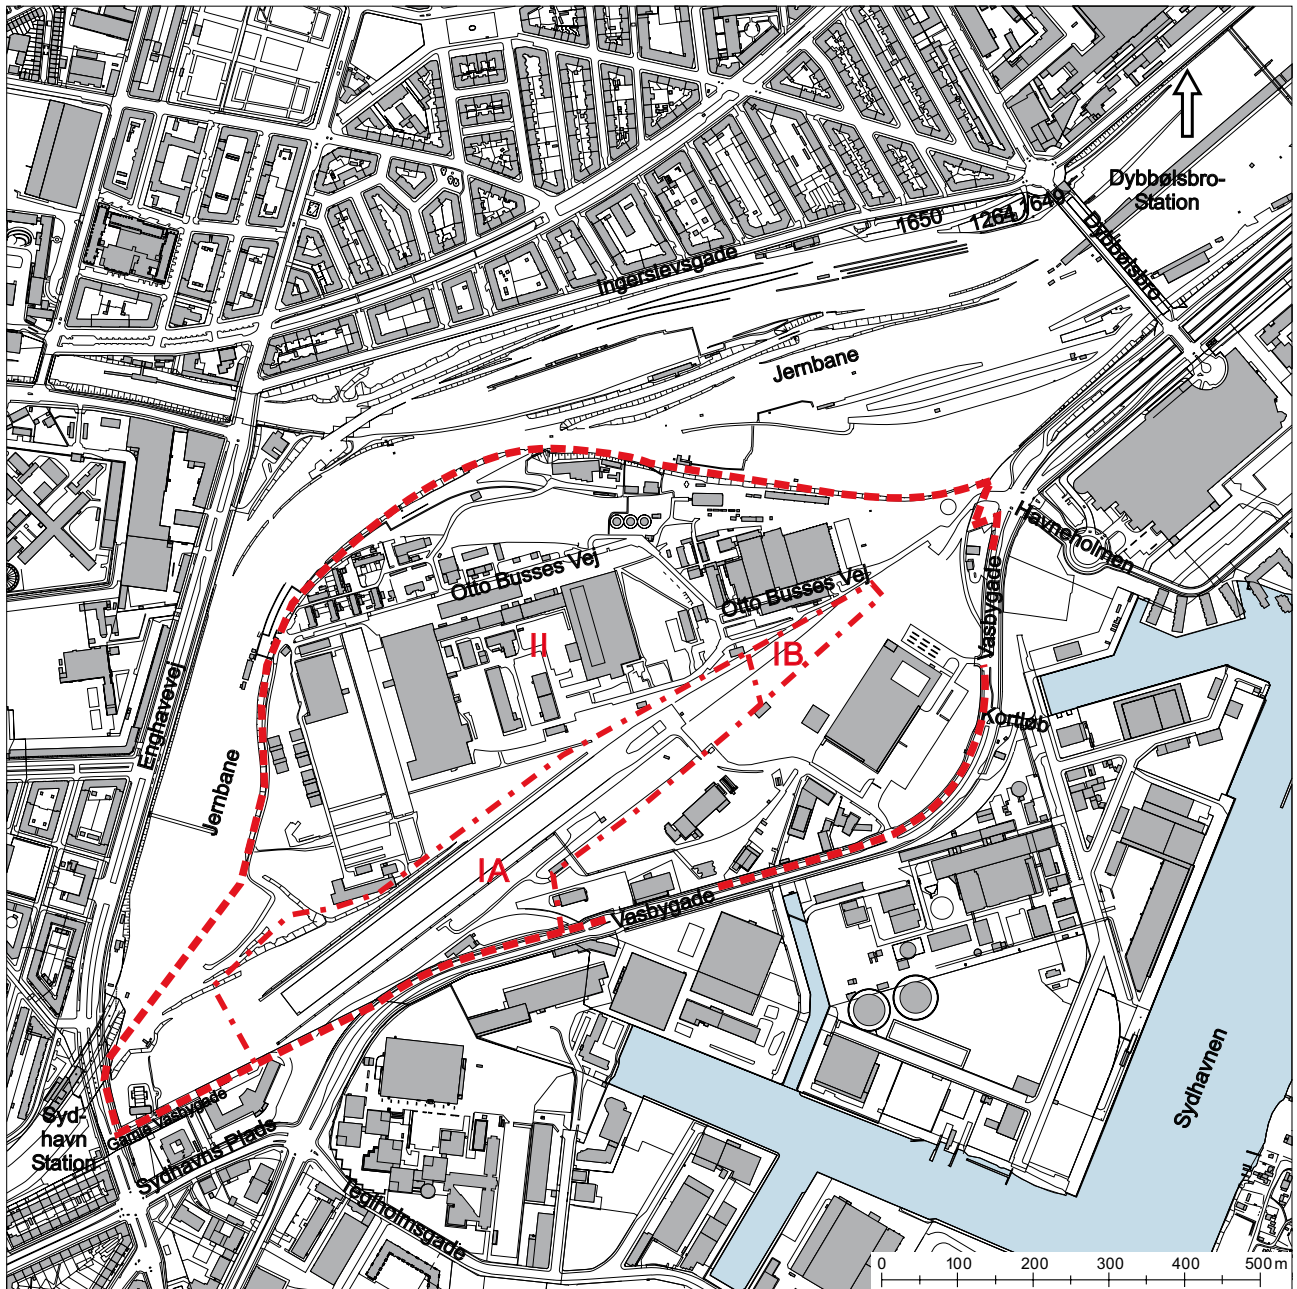 Dybbølsbro-
Station
1650
1264
1649
Dybbølsbro
Ingerslevsgade
Jernbane
Havneholmen
Otto Busses Vej
Otto Busses Vej
Vasbygade
II
IB
Enghavevej
Kortløb
Jernbane
IA
Vasbygade
Sydhavnen
Syd-
havn
Station
Gamle Vasbygade
Sydhavns Plads
Teglholmsgade
0 100 200 300 400 500 m